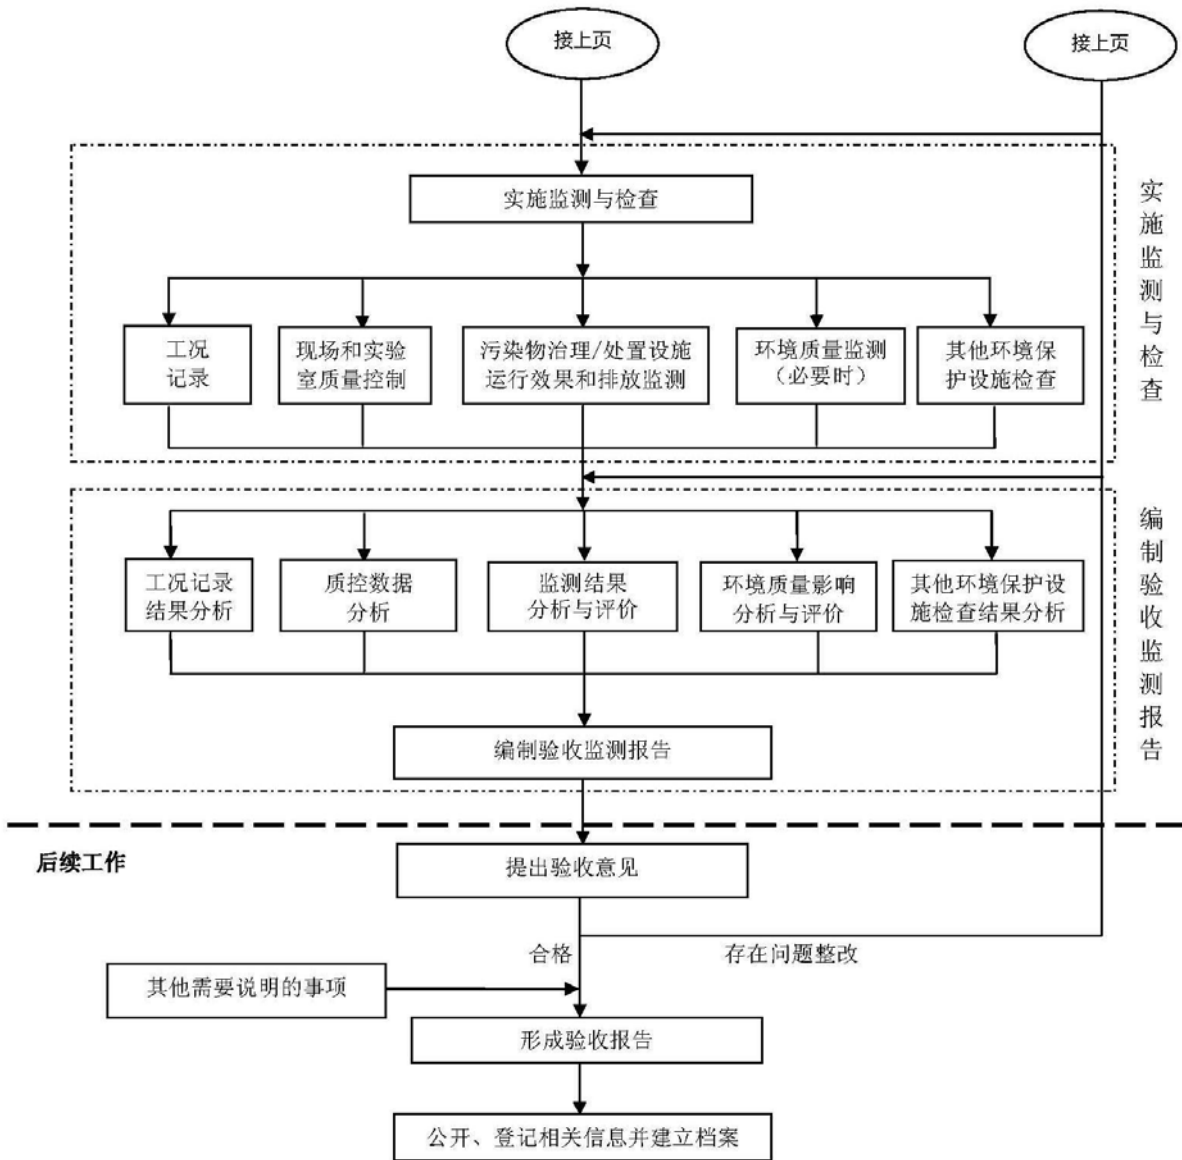 接上页
接上页
实施监测与检查
实施监测与检查
工况
记录
现场和实验
室质量控制
污染物治理/处置设施
运行效果和排放监测
环境质量监测
（必要时）
其他环境保
护设施检查
编制验收监测报告
工况记录
结果分析
质控数据
分析
监测结果
分析与评价
环境质量影响
分析与评价
其他环境保护设
施检查结果分析
编制验收监测报告
后续工作
提出验收意见
合格
存在问题整改
其他需要说明的事项
形成验收报告
公开、登记相关信息并建立档案